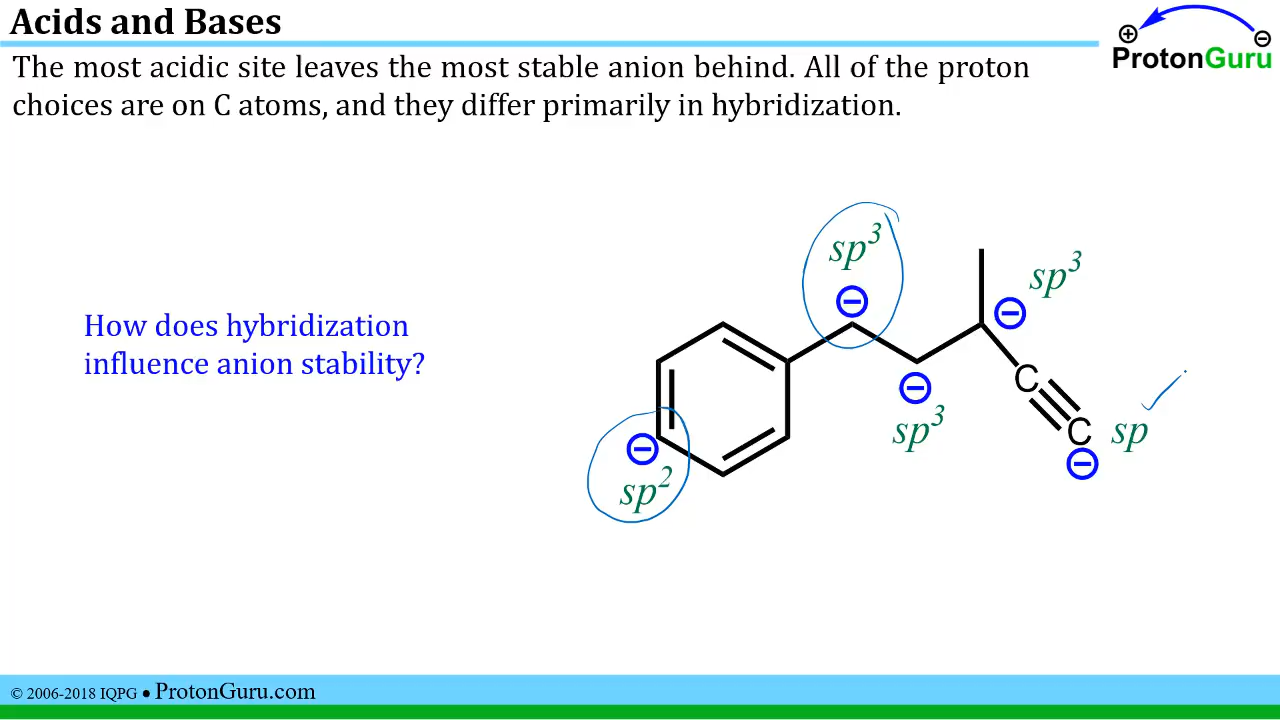 Acids and Bases
ProtonGuru
The most acidic site leaves the most stable anion behind. All of the proton
choices are on C atoms, and they differ primarily in hybridization.
How does hybridization
influence anion stability?
sp³
sp³
sp³
sp²
C
C
sp
© 2006-2018 IQPG ● ProtonGuru.com